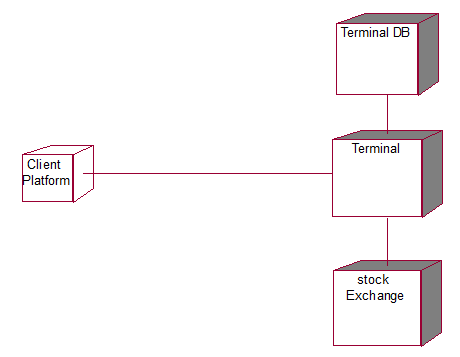 Terminal DB
Client
Platform
Terminal
stock
Exchange